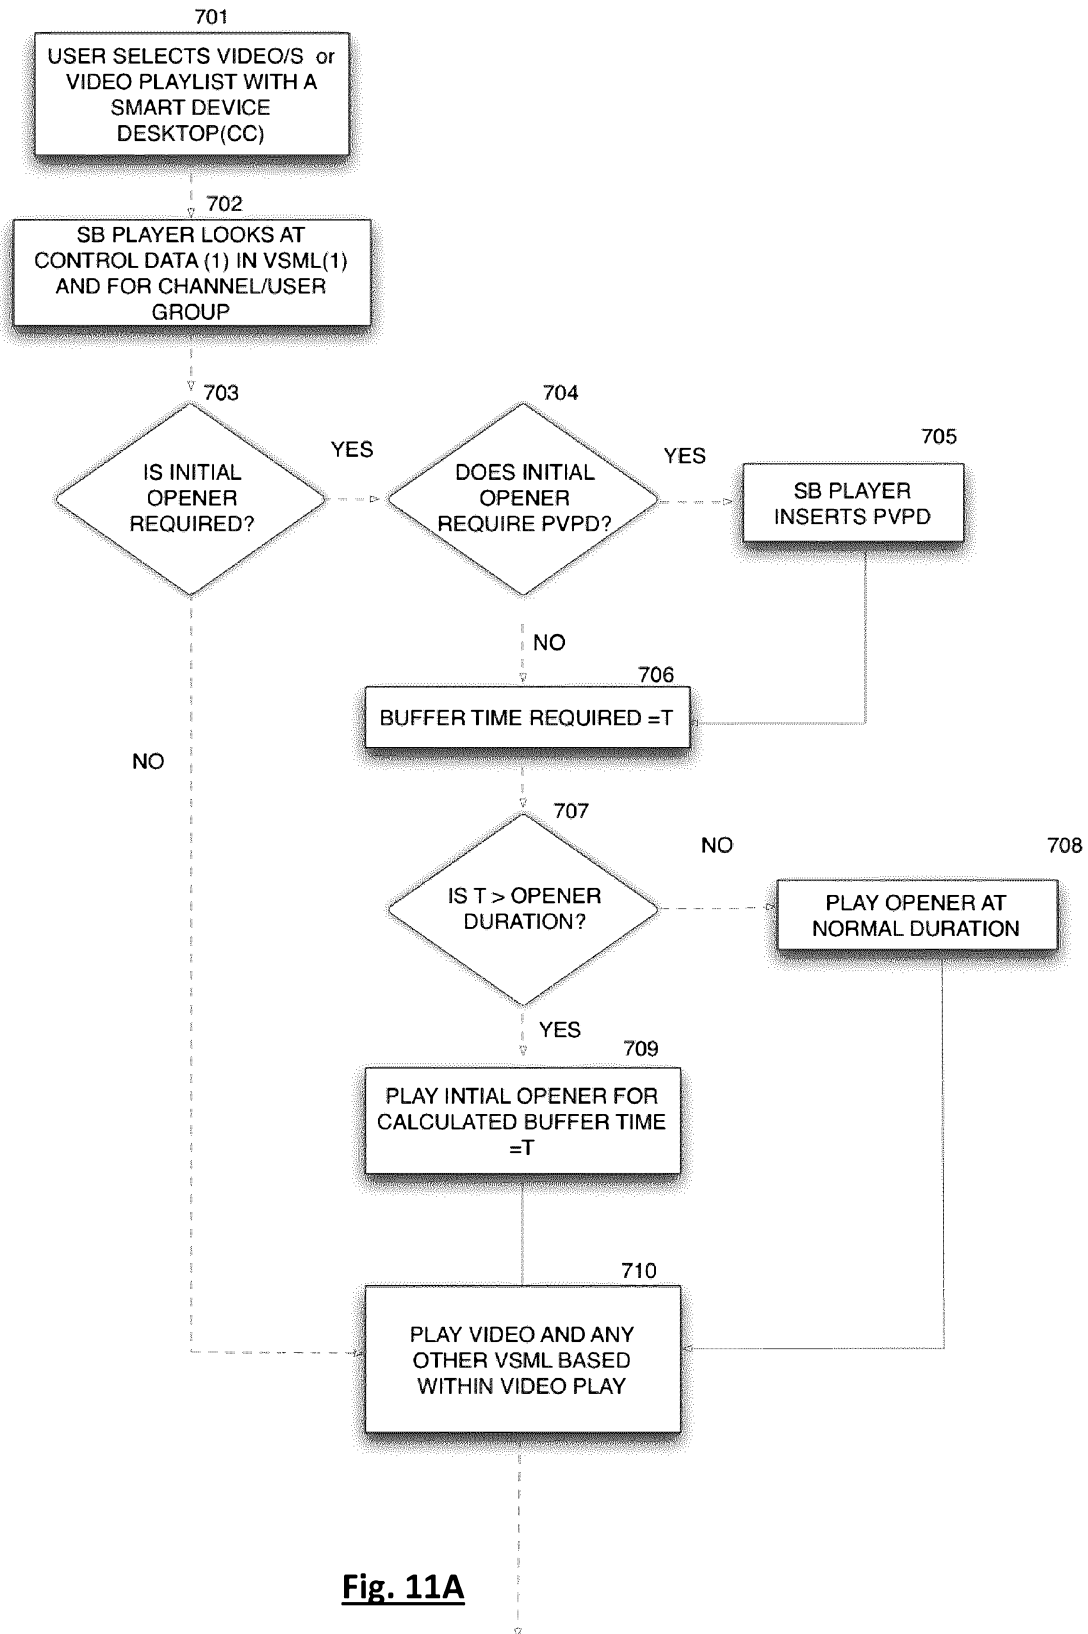 701
USER SELECTS VIDEO/S or
VIDEO PLAYLIST WITH A
SMART DEVICE
DESKTOP(CC)
702
SB PLAYER LOOKS AT
CONTROL DATA (1) IN VSML(1)
AND FOR CHANNEL/USER
GROUP
703
IS INITIAL
OPENER
REQUIRED?
YES
704
DOES INITIAL
OPENER
REQUIRE PVPD?
YES
705
SB PLAYER
INSERTS PVPD
NO
706
BUFFER TIME REQUIRED =T
NO
707
IS T > OPENER
DURATION?
NO
708
PLAY OPENER AT
NORMAL DURATION
YES
709
PLAY INTIAL OPENER FOR
CALCULATED BUFFER TIME
=T
710
PLAY VIDEO AND ANY
OTHER VSML BASED
WITHIN VIDEO PLAY
Fig. 11A